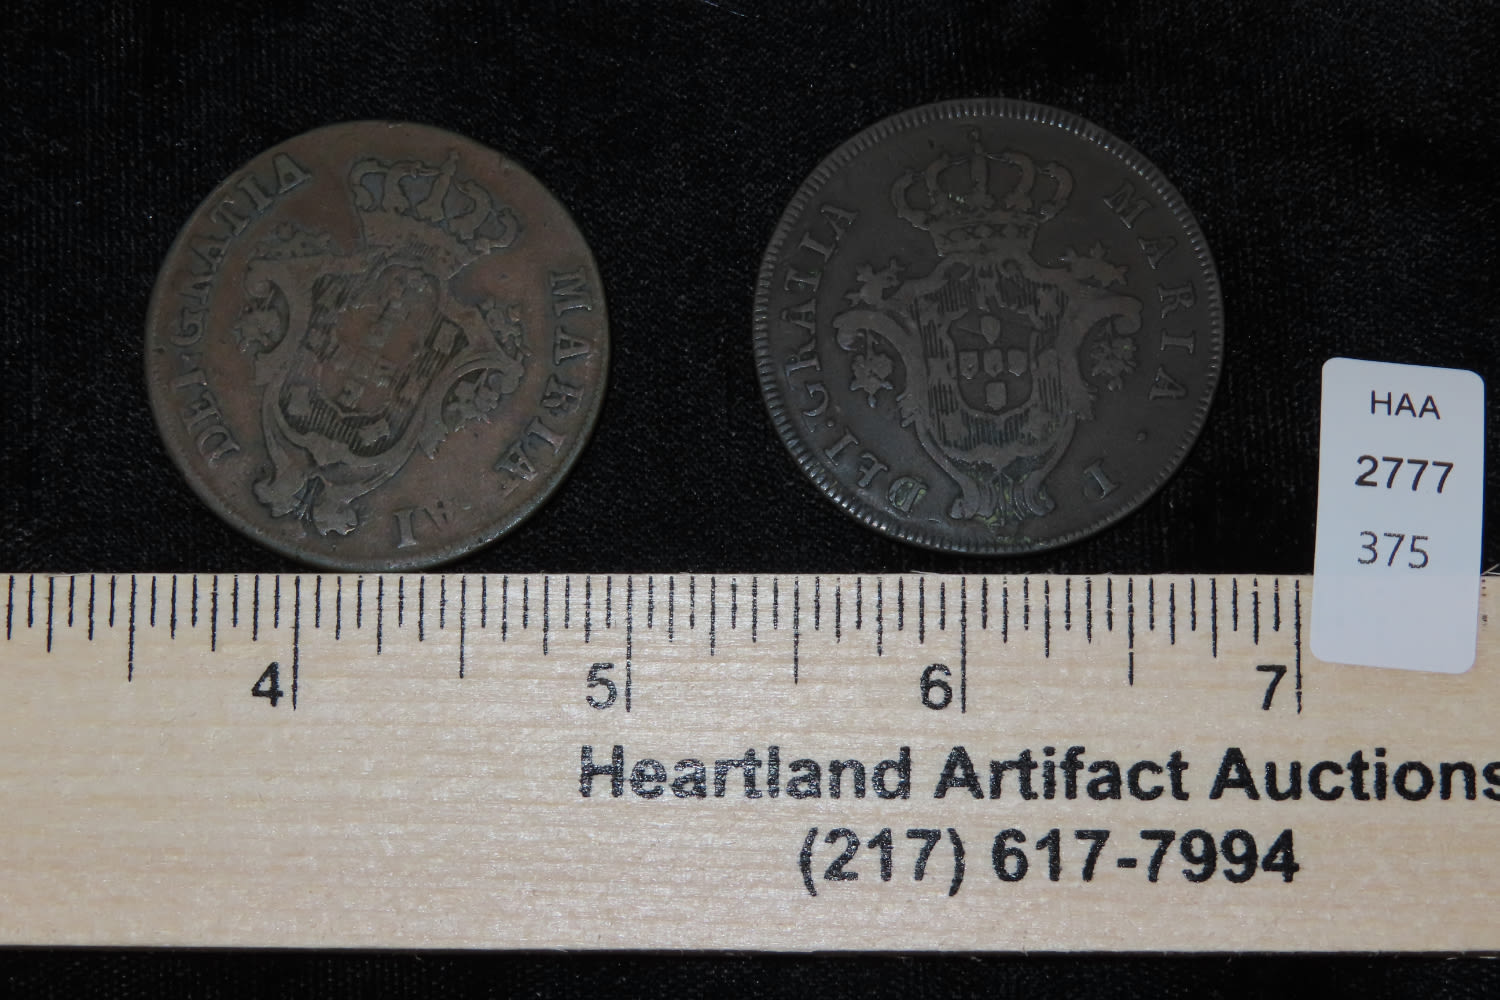 MARIA I
DEI·GRATIA
MARIA · I
DEI·GRATIA
HAA
2777
375
4 5 6 7
Heartland Artifact Auctions
(217) 617-7994